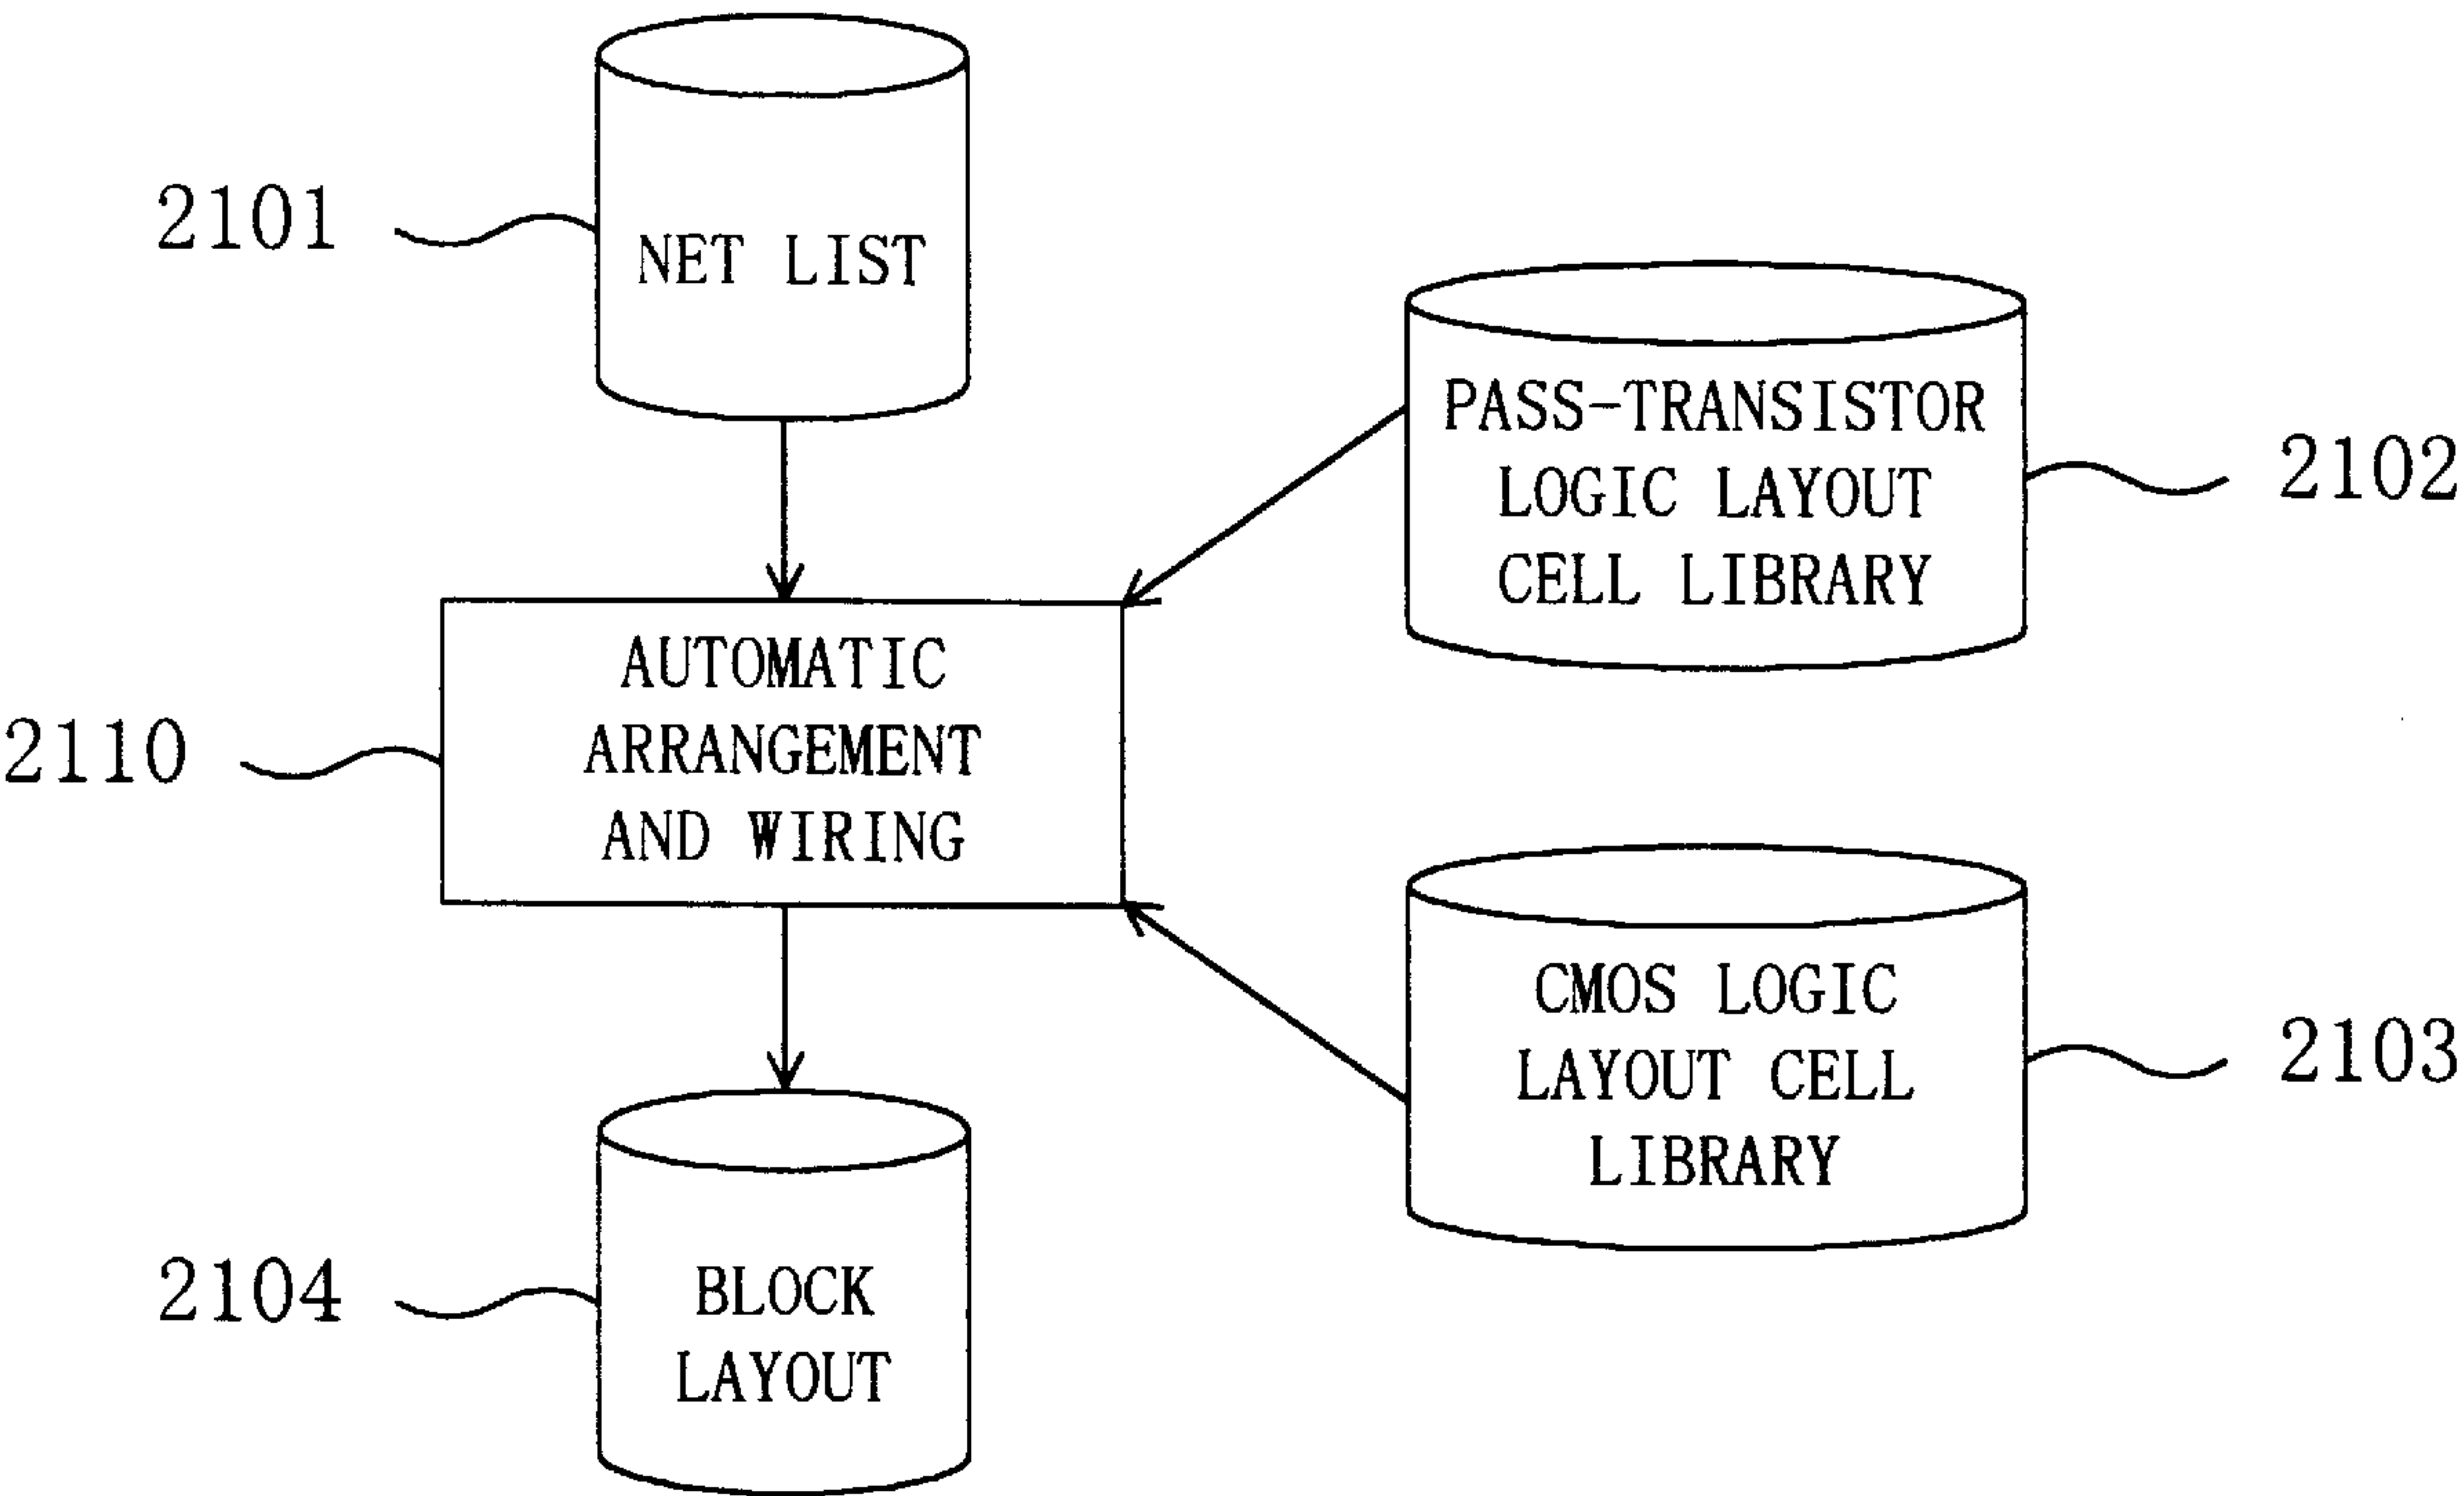 2101
NET LIST
PASS-TRANSISTOR
LOGIC LAYOUT
CELL LIBRARY
2102
2110
AUTOMATIC
ARRANGEMENT
AND WIRING
CMOS LOGIC
LAYOUT CELL
LIBRARY
2103
2104
BLOCK
LAYOUT